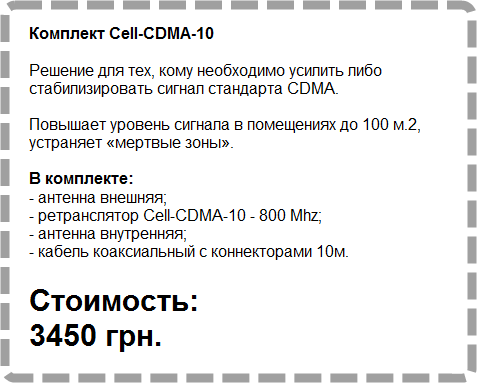 Комплект Cell-CDMA-10
Решение для тех, кому необходимо усилить либо
стабилизировать сигнал стандарта CDMA.
Повышает уровень сигнала в помещениях до 100 м.2,
устраняет «мертвые зоны».
В комплекте:
- антенна внешняя;
- ретранслятор Cell-CDMA-10 - 800 Mhz;
- антенна внутренняя;
- кабель коаксиальный с коннекторами 10м.
Стоимость:
3450 грн.